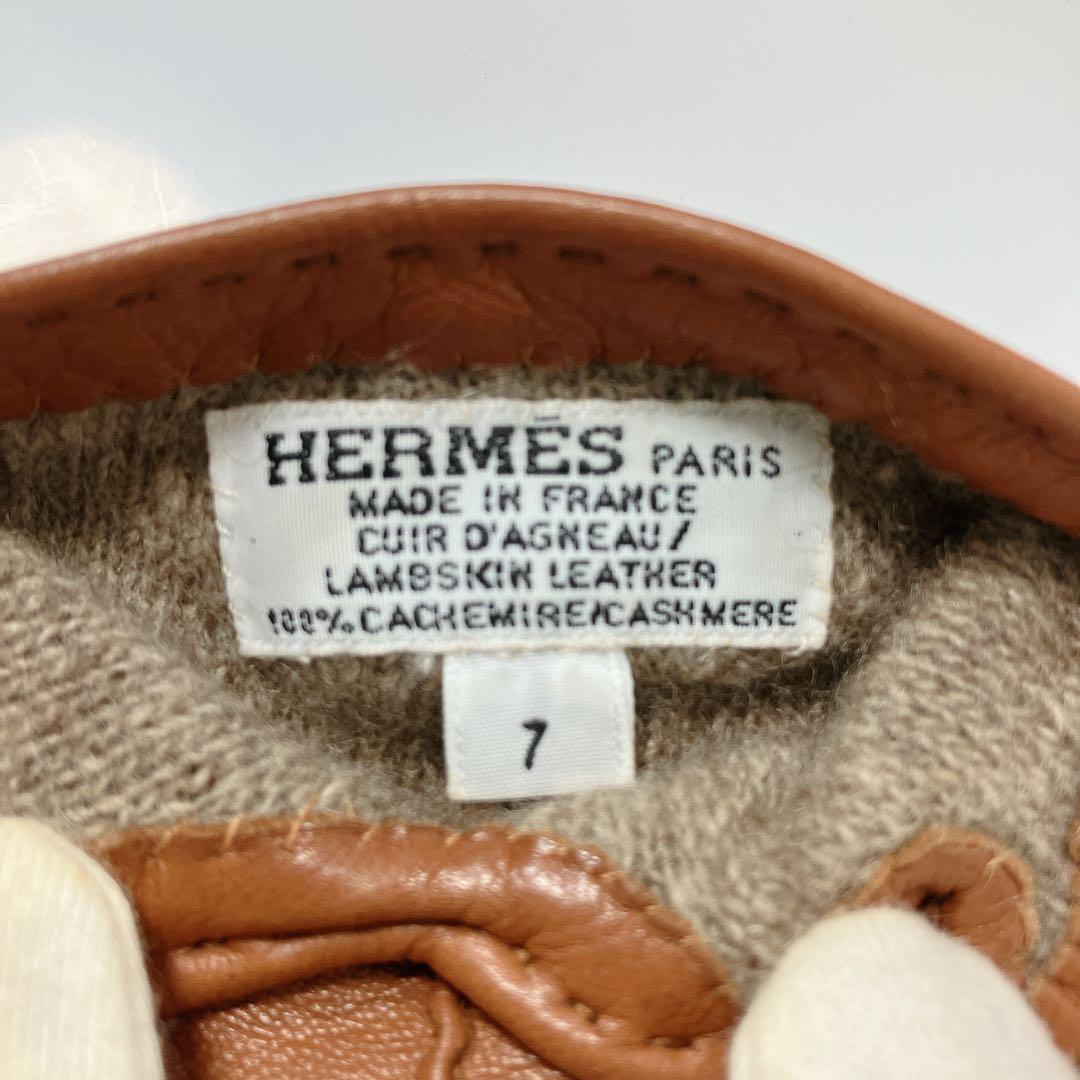 HERMÈS PARIS
MADE IN FRANCE
CUIR D'AGNEAU/
LAMBSKIN LEATHER
100% CACHEMIRE/CASHMERE
7